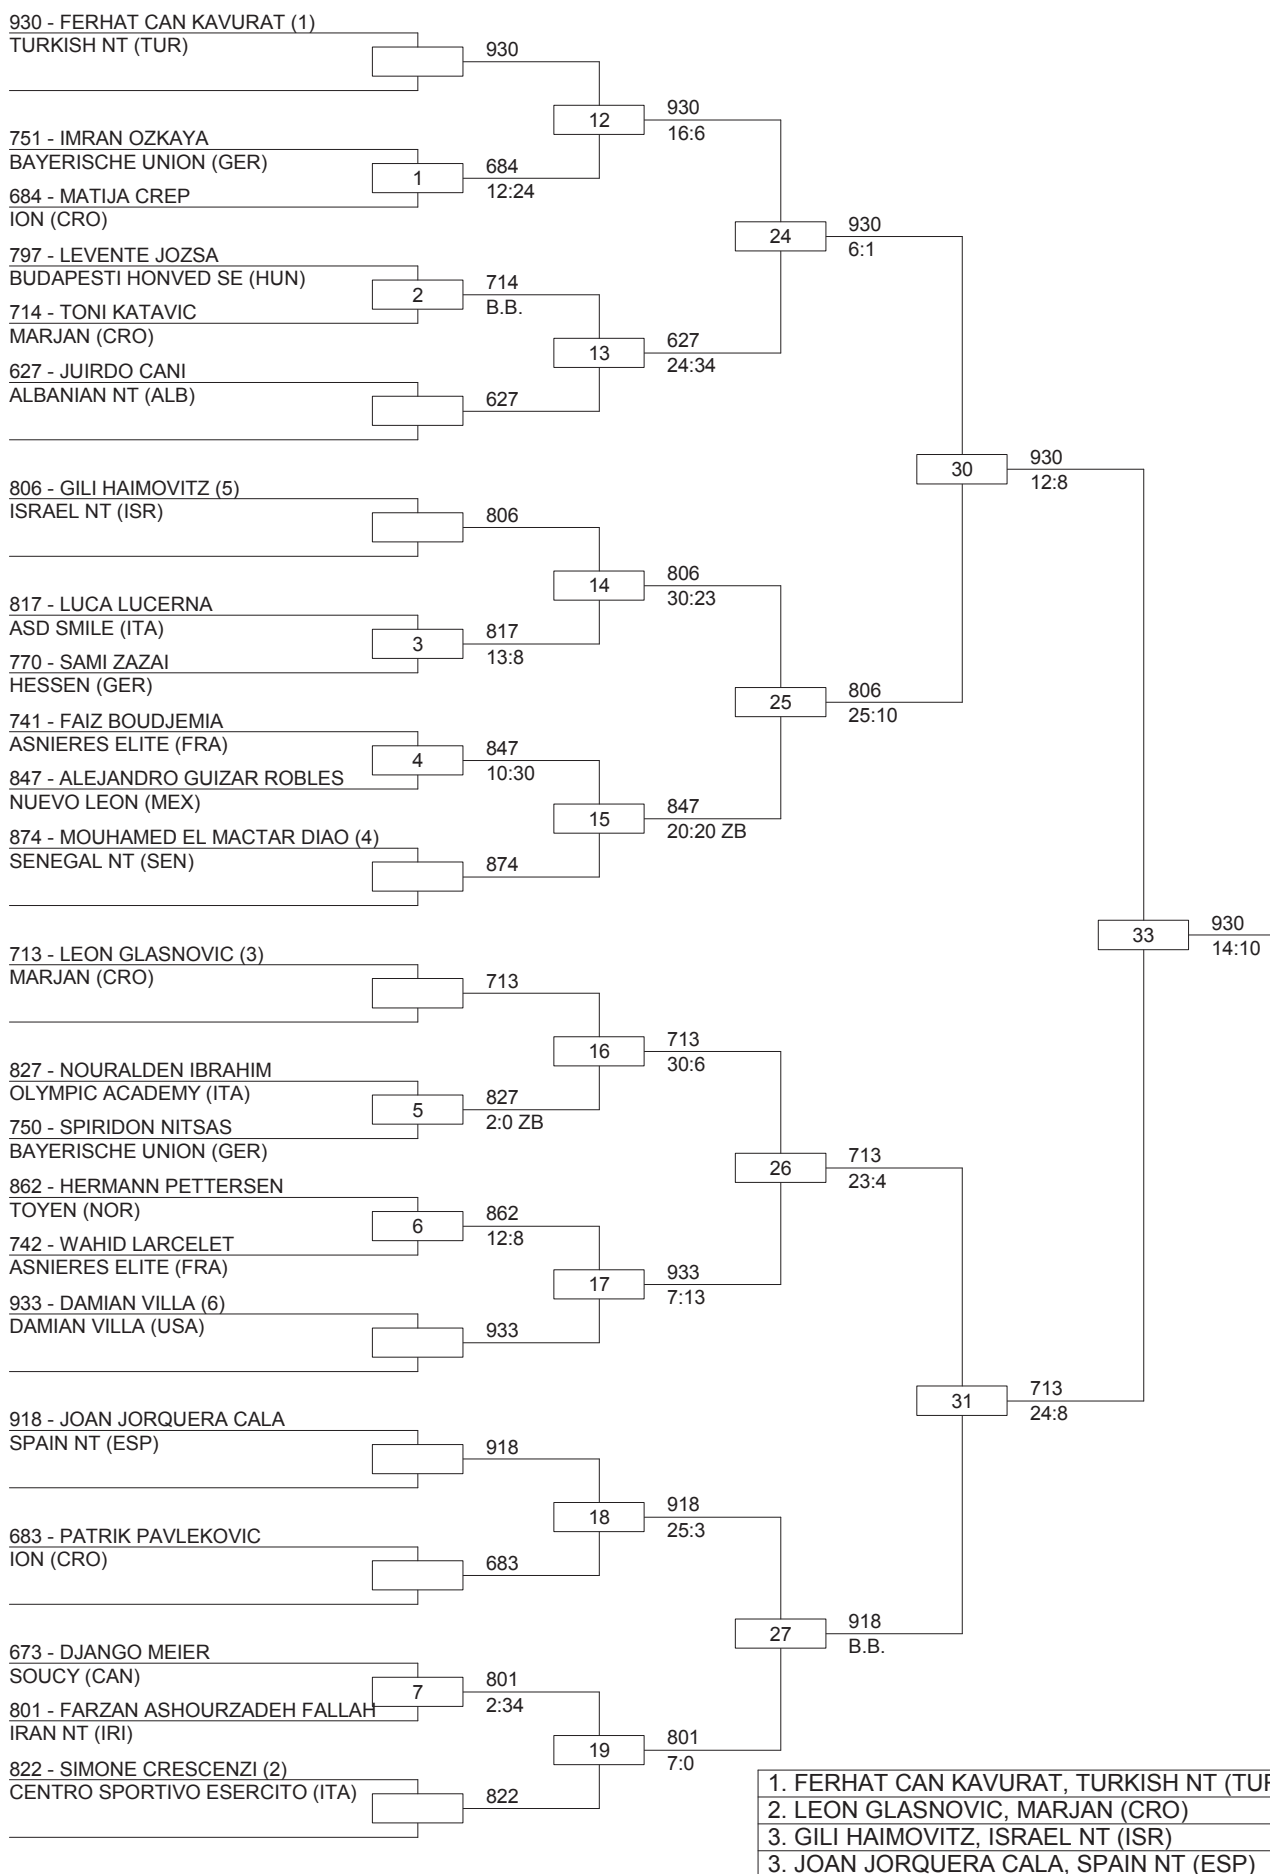 930 - FERHAT CAN KAVURAT (1)
TURKISH NT (TUR)
930
12
930
16:6
751 - IMRAN OZKAYA
BAYERISCHE UNION (GER)
1
684
12:24
684 - MATIJA CREP
ION (CRO)
24
930
6:1
797 - LEVENTE JOZSA
BUDAPESTI HONVED SE (HUN)
2
714
B.B.
714 - TONI KATAVIC
MARJAN (CRO)
13
627
24:34
627 - JUIRDO CANI
ALBANIAN NT (ALB)
627
30
930
12:8
806 - GILI HAIMOVITZ (5)
ISRAEL NT (ISR)
806
14
806
30:23
817 - LUCA LUCERNA
ASD SMILE (ITA)
3
817
13:8
770 - SAMI ZAZAI
HESSEN (GER)
25
806
25:10
741 - FAIZ BOUDJEMIA
ASNIERES ELITE (FRA)
4
847
10:30
847 - ALEJANDRO GUIZAR ROBLES
NUEVO LEON (MEX)
15
847
20:20 ZB
874 - MOUHAMED EL MACTAR DIAO (4)
SENEGAL NT (SEN)
874
33
930
14:10
713 - LEON GLASNOVIC (3)
MARJAN (CRO)
713
16
713
30:6
827 - NOURALDEN IBRAHIM
OLYMPIC ACADEMY (ITA)
5
827
2:0 ZB
750 - SPIRIDON NITSAS
BAYERISCHE UNION (GER)
26
713
23:4
862 - HERMANN PETTERSEN
TOYEN (NOR)
6
862
12:8
742 - WAHID LARCELET
ASNIERES ELITE (FRA)
17
933
7:13
933 - DAMIAN VILLA (6)
DAMIAN VILLA (USA)
933
31
713
24:8
918 - JOAN JORQUERA CALA
SPAIN NT (ESP)
918
18
918
25:3
683 - PATRIK PAVLEKOVIC
ION (CRO)
683
27
918
B.B.
673 - DJANGO MEIER
SOUCY (CAN)
7
801
2:34
801 - FARZAN ASHOURZADEH FALLAH
IRAN NT (IRI)
19
801
7:0
822 - SIMONE CRESCENZI (2)
CENTRO SPORTIVO ESERCITO (ITA)
822
1. FERHAT CAN KAVURAT, TURKISH NT (TUR
2. LEON GLASNOVIC, MARJAN (CRO)
3. GILI HAIMOVITZ, ISRAEL NT (ISR)
3. JOAN JORQUERA CALA, SPAIN NT (ESP)